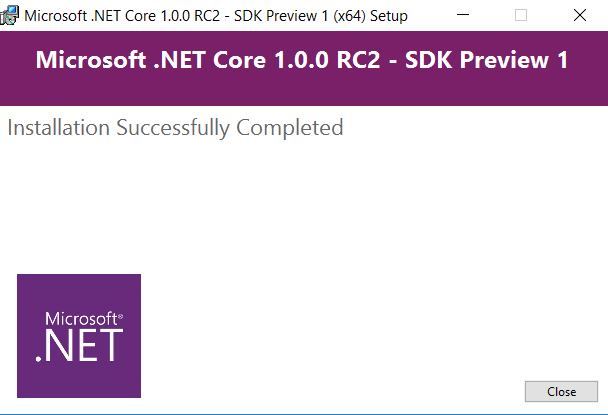 Microsoft .NET Core 1.0.0 RC2 - SDK Preview 1 (x64) Setup
Microsoft .NET Core 1.0.0 RC2 - SDK Preview 1
Installation Successfully Completed
Microsoft®
.NET
Close